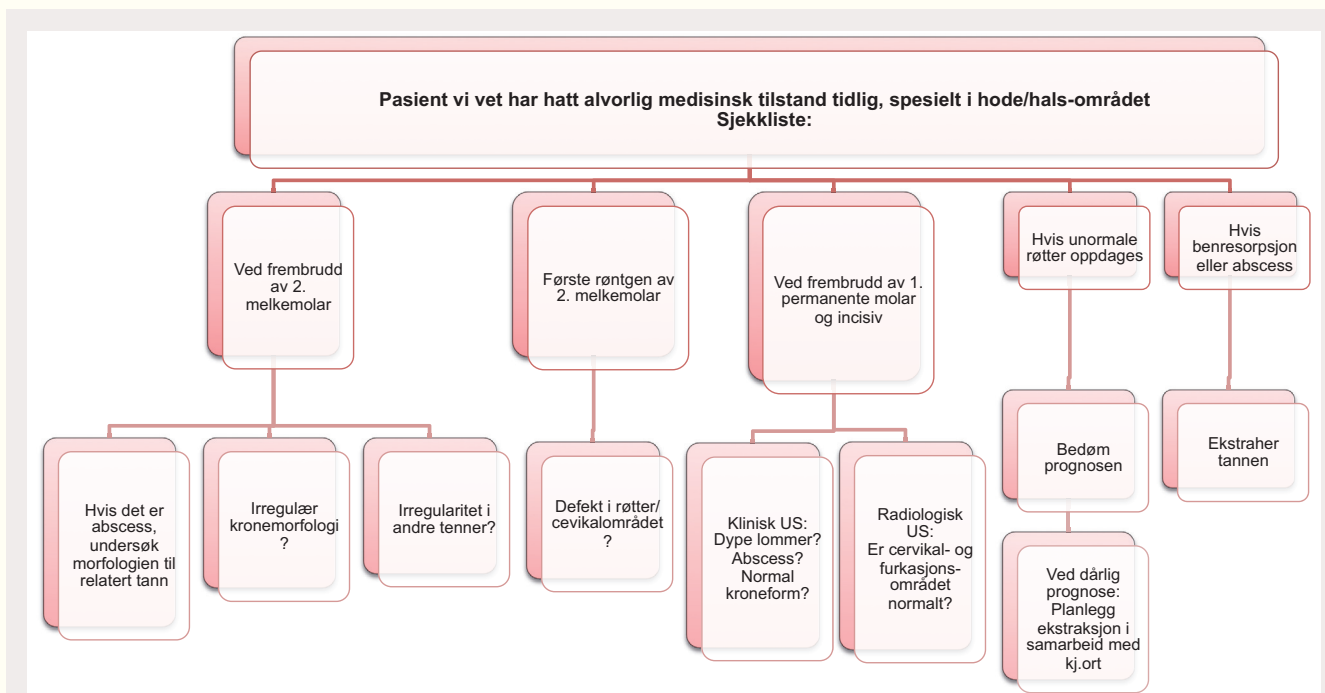 Pasient vi vet har hatt alvorlig medisinsk tilstand tidlig, spesielt i hode/hals-området
Sjekkliste:
Ved frembrudd
av 2.
melkemolar
Første røntgen av
2. melkemolar
Ved frembrudd av 1.
permanente molar
og incisiv
Hvis unormale
røtter oppdages
Hvis
benresorpsjon
eller abscess
Hvis det er
abscess,
undersøk
morfologien til
relatert tann
Irregulær
kronemorfologi
?
Irregularitet i
andre tenner?
Defekt i røtter/
cevikalområdet
?
Klinisk US:
Dype lommer?
Abscess?
Normal
kroneform?
Radiologisk
US:
Er cervikal- og
furkasjons-
området
normalt?
Bedøm
prognosen
Ekstraher
tannen
Ved dårlig
prognose:
Planlegg
ekstraksjon i
samarbeid med
kj.ort